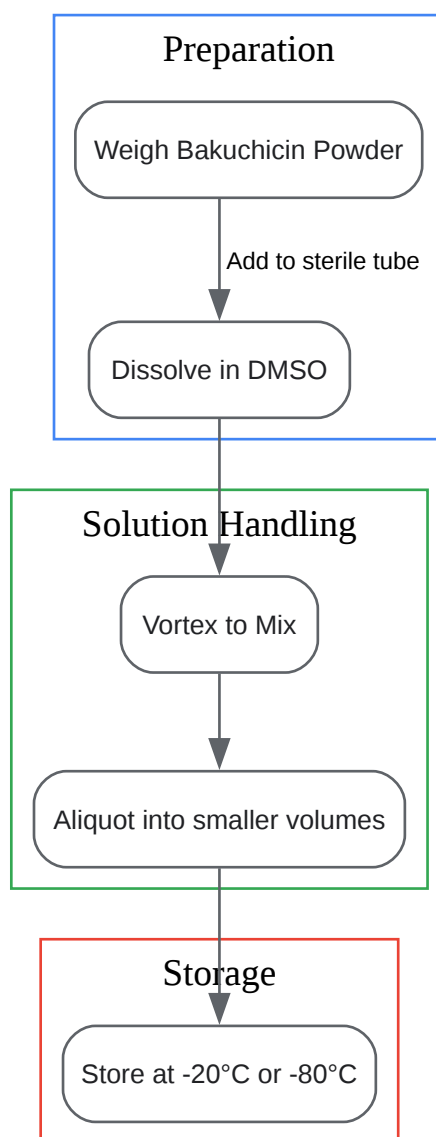 Preparation
Weigh Bakuchicin Powder
Add to sterile tube
Dissolve in DMSO
Solution Handling
Vortex to Mix
Aliquot into smaller volumes
Storage
Store at -20°C or -80°C